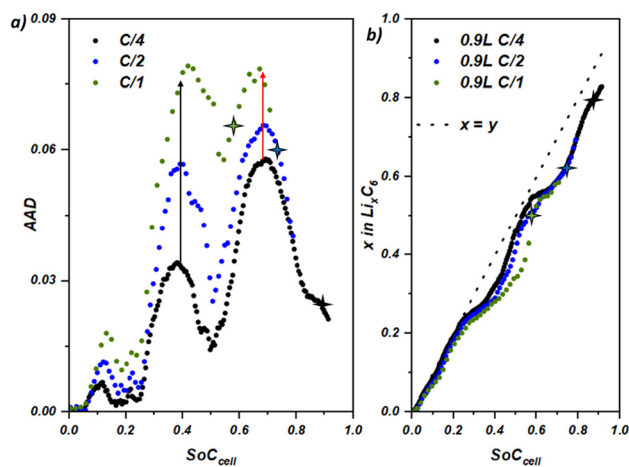 a)
C/4
C/2
C/1
AAD
0.09
0.06
0.03
0.00
0.0 0.2 0.4 0.6 0.8 1.0
SoC_cell
b)
0.9L C/4
0.9L C/2
0.9L C/1
x = y
x in Li_xC_6
1.0
0.8
0.6
0.4
0.2
0.0
0.0 0.2 0.4 0.6 0.8 1.0
SoC_cell